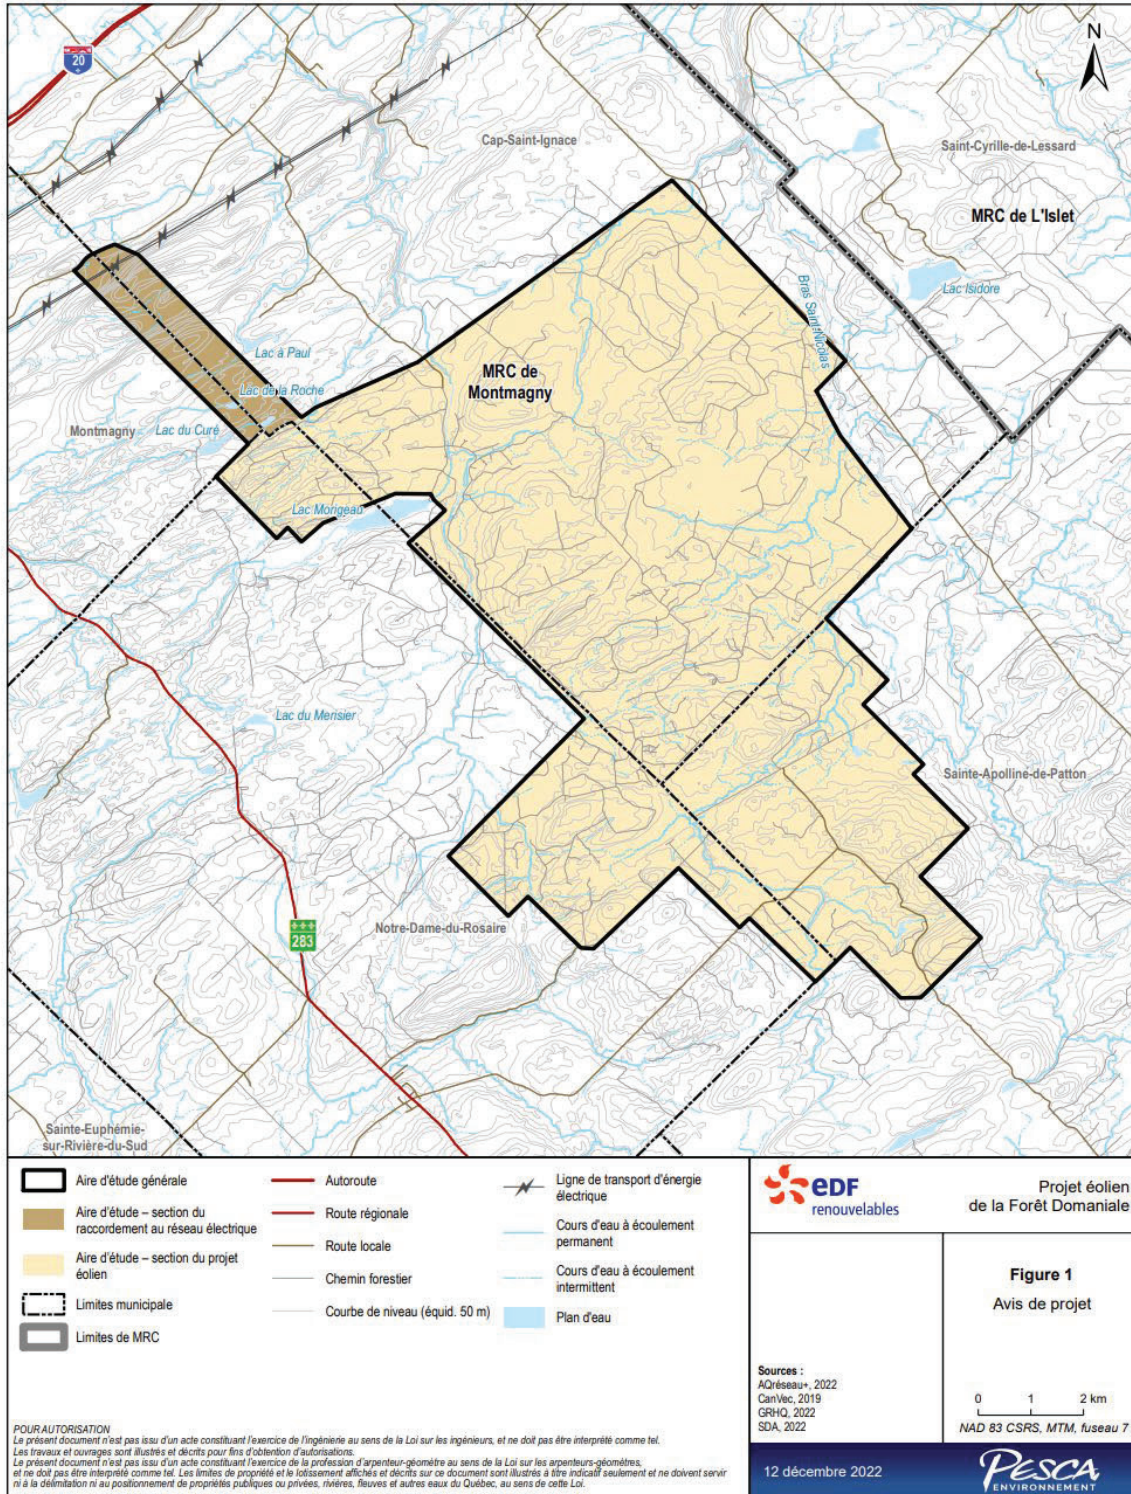 20
N
Cap-Saint-Ignace
Saint-Cyrille-de-Lessard
MRC de L'Islet
Lac Isidore
Bras Saint-Nicolas
Lac à Paul
MRC de
Montmagny
Lac de la Roche
Montmagny
Lac du Curé
Lac Morigeau
Lac du Merisier
Sainte-Apolline-de-Patton
Notre-Dame-du-Rosaire
283
Sainte-Euphémie-
sur-Rivière-du-Sud
Aire d'étude générale
Aire d'étude – section du
raccordement au réseau électrique
Aire d'étude – section du projet
éolien
Limites municipale
Limites de MRC
Autoroute
Route régionale
Route locale
Chemin forestier
Courbe de niveau (équid. 50 m)
Ligne de transport d'énergie
électrique
Cours d'eau à écoulement
permanent
Cours d'eau à écoulement
intermittent
Plan d'eau
eDF
renouvelables
Projet éolien
de la Forêt Domaniale
Figure 1
Avis de projet
Sources :
AQréseau+, 2022
CanVec, 2019
GRHQ, 2022
SDA, 2022
0 1 2 km
NAD 83 CSRS, MTM, fuseau 7
POUR AUTORISATION
Le présent document n'est pas issu d'un acte constituant l'exercice de l'ingénierie au sens de la Loi sur les ingénieurs, et ne doit pas être interprété comme tel.
Les travaux et ouvrages sont illustrés et décrits pour fins d'obtention d'autorisations.
Le présent document n'est pas issu d'un acte constituant l'exercice de la profession d'arpenteur-géomètre au sens de la Loi sur les arpenteurs-géomètres,
et ne doit pas être interprété comme tel. Les limites de propriété et le lotissement affichés et décrits sur ce document sont illustrés à titre indicatif seulement et ne doivent servir
ni à la délimitation ni au positionnement de propriétés publiques ou privées, rivières, fleuves et autres eaux du Québec, au sens de cette Loi.
12 décembre 2022
PESCA
ENVIRONNEMENT